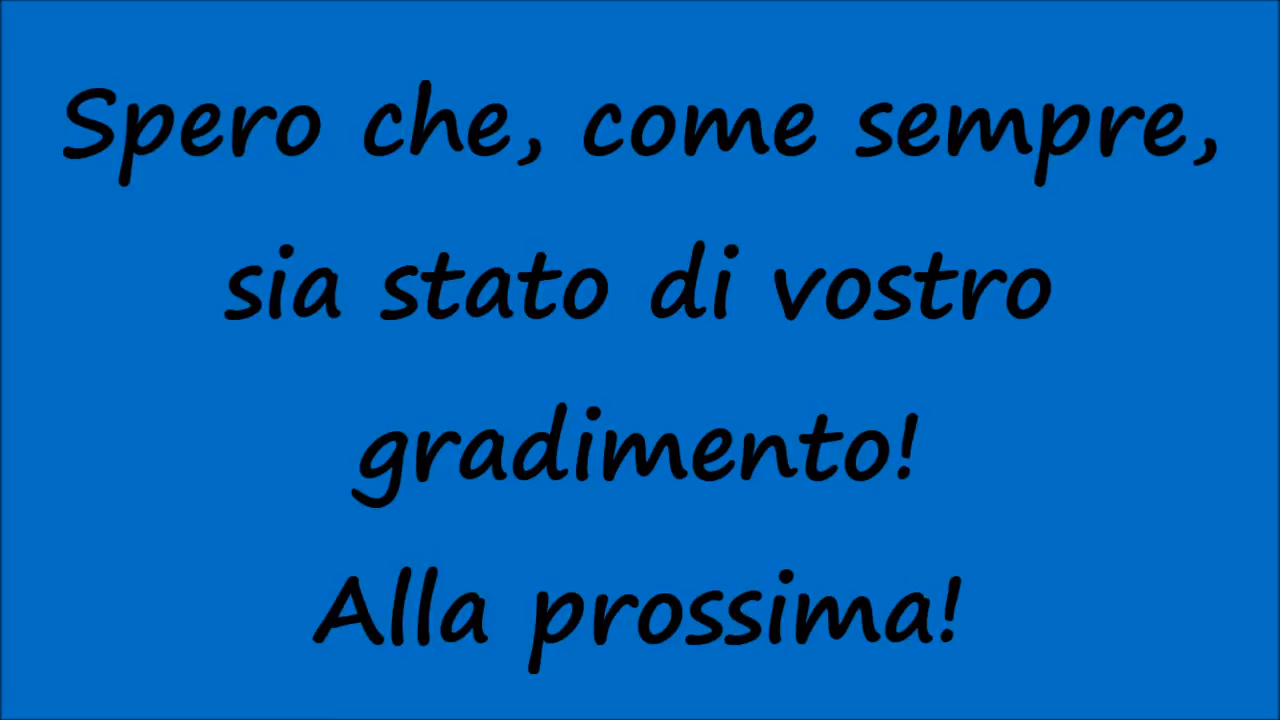 Spero che, come sempre,
sia stato di vostro
gradimento!
Alla prossima!